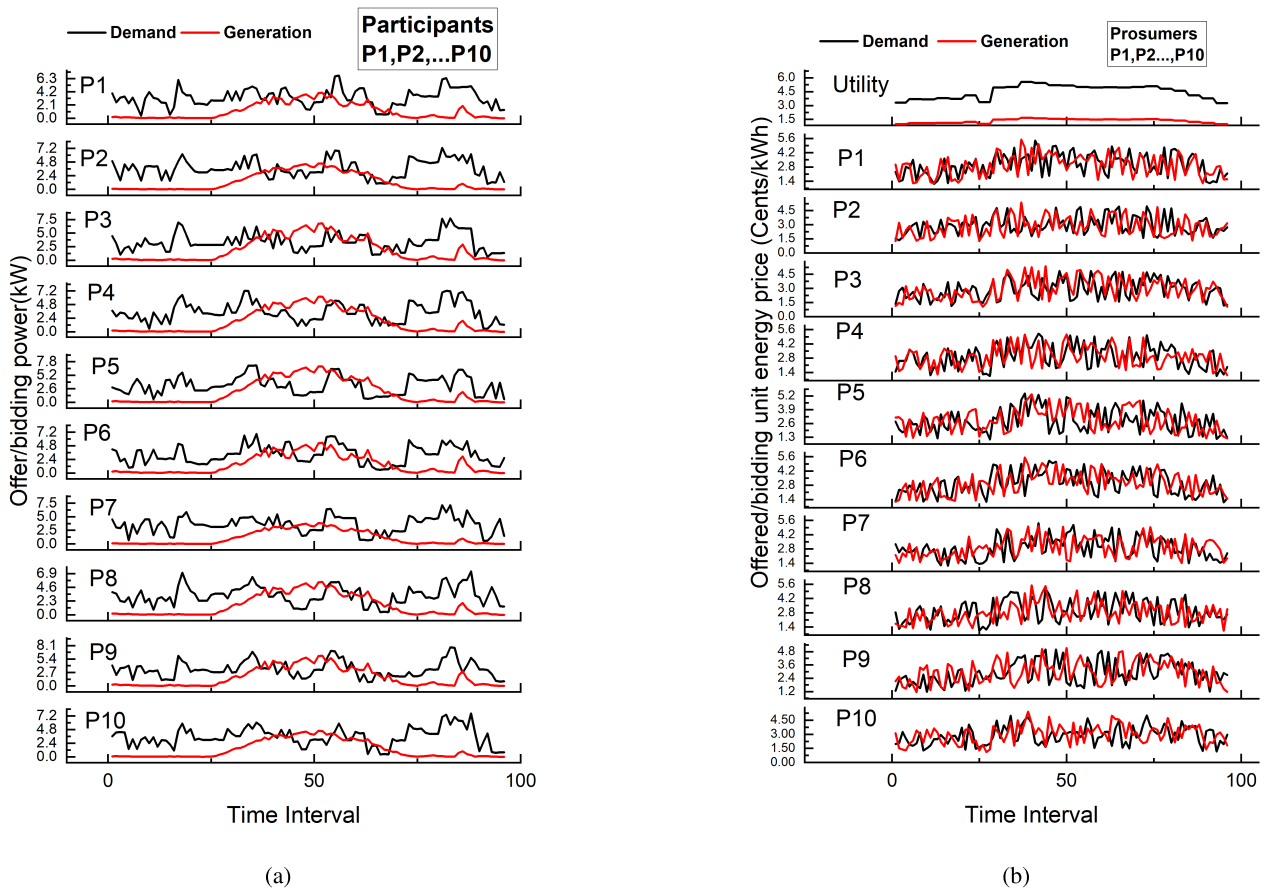 Demand Generation
Participants
P1,P2,...P10
Offer/bidding power(kW)
P1
6.3
4.2
2.1
0.0
P2
7.2
4.8
2.4
0.0
P3
7.5
5.0
2.5
0.0
P4
7.2
4.8
2.4
0.0
P5
7.8
5.2
2.6
0.0
P6
7.2
4.8
2.4
0.0
P7
7.5
5.0
2.5
0.0
P8
6.9
4.6
2.3
0.0
P9
8.1
5.4
2.7
0.0
P10
7.2
4.8
2.4
0.0
0 50 100
Time Interval
(a)
Demand Generation
Prosumers
P1,P2...,P10
Offered/bidding unit energy price (Cents/kWh)
Utility
6.0
4.5
3.0
1.5
P1
5.6
4.2
2.8
1.4
P2
4.5
3.0
1.5
0.0
P3
4.5
3.0
1.5
0.0
P4
5.6
4.2
2.8
1.4
P5
5.2
3.9
2.6
1.3
P6
5.6
4.2
2.8
1.4
P7
5.6
4.2
2.8
1.4
P8
5.6
4.2
2.8
1.4
P9
4.8
3.6
2.4
1.2
P10
4.50
3.00
1.50
0.00
0 50 100
Time Interval
(b)